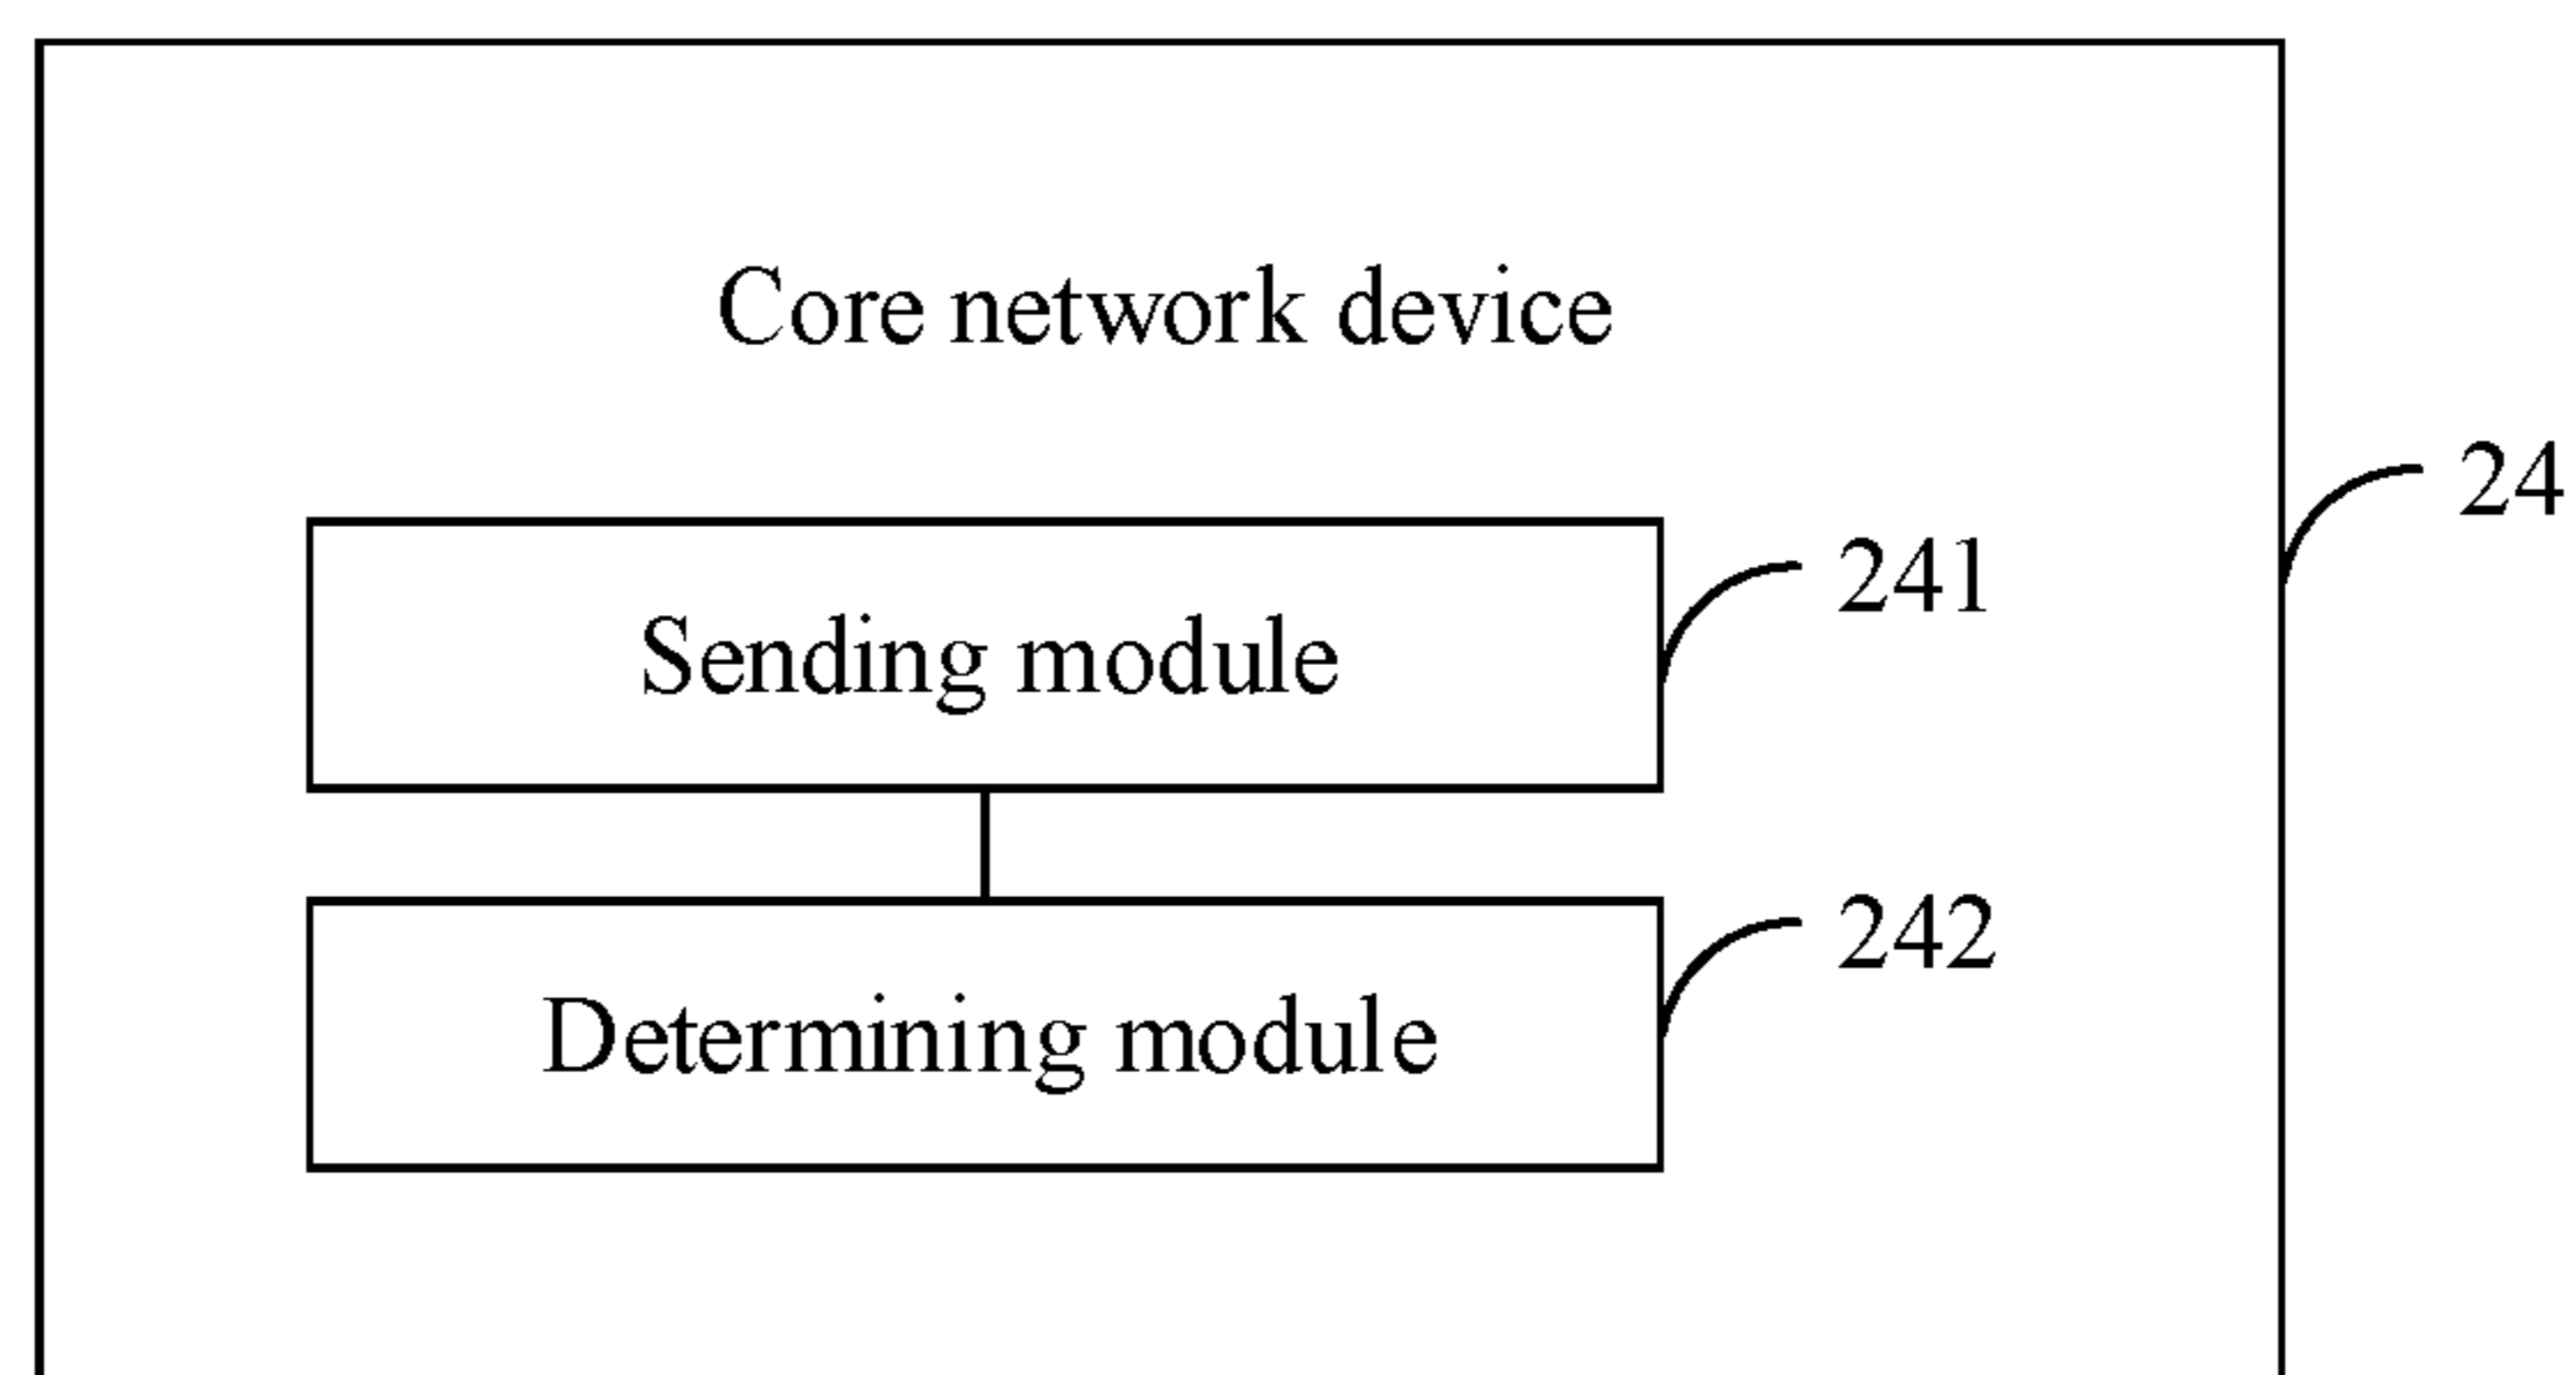 Core network device
24
Sending module
241
Determining module
242